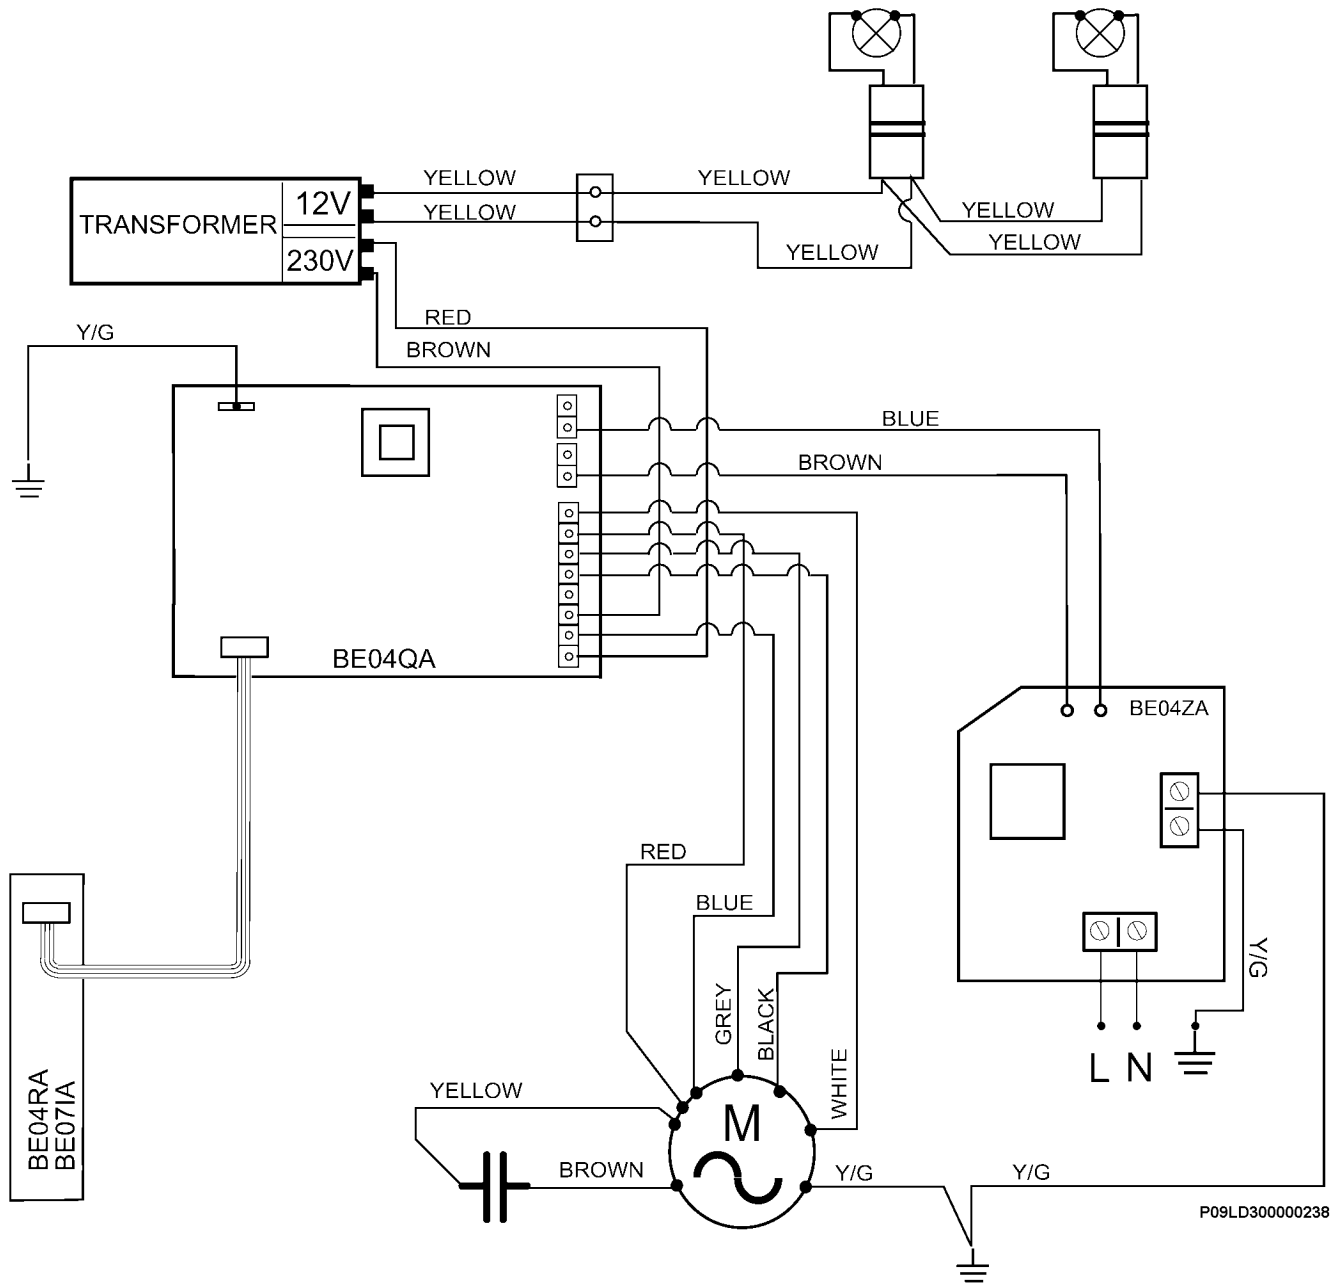 YELLOW
YELLOW
12V
TRANSFORMER
YELLOW
YELLOW
YELLOW
YELLOW
230V
RED
Y/G
BROWN
BLUE
BROWN
BE04QA
BE04ZA
RED
BLUE
Y/G
GREY
BLACK
WHITE
L N
BE04RA
BE07IA
YELLOW
M
BROWN
Y/G
Y/G
P09LD300000238